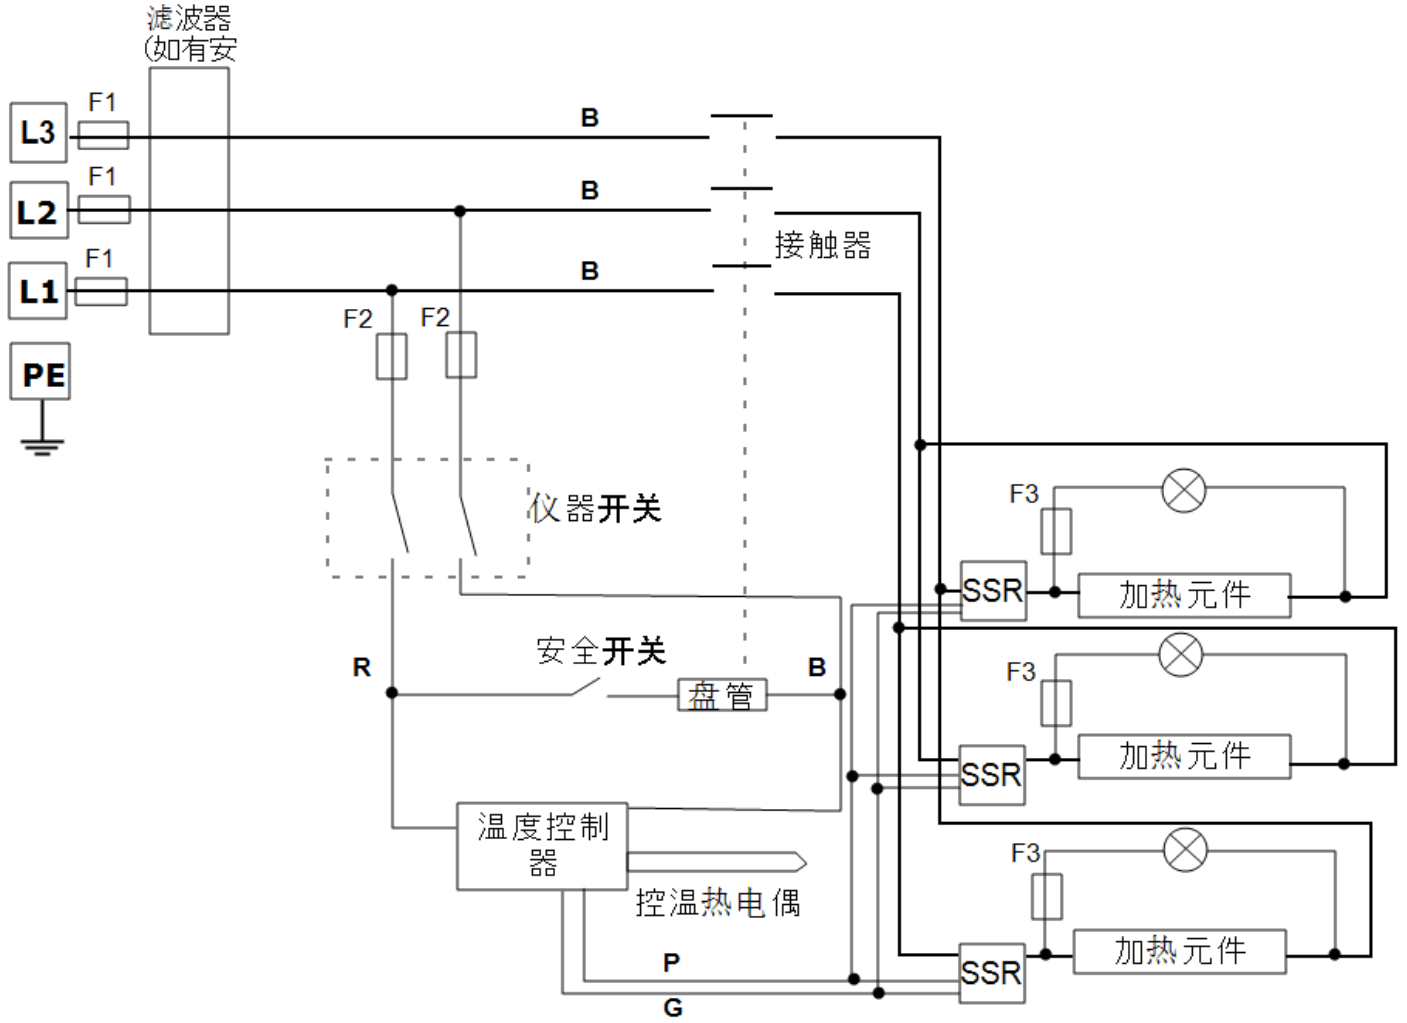 滤波器
(如有安
F1
L3
B
F1
L2
B
接触器
F1
L1
B
F2
F2
PE
仪器开关
F3
SSR
加热元件
安全开关
R
B
盘管
F3
SSR
加热元件
温度控制
器
控温热电偶
F3
SSR
加热元件
P
G